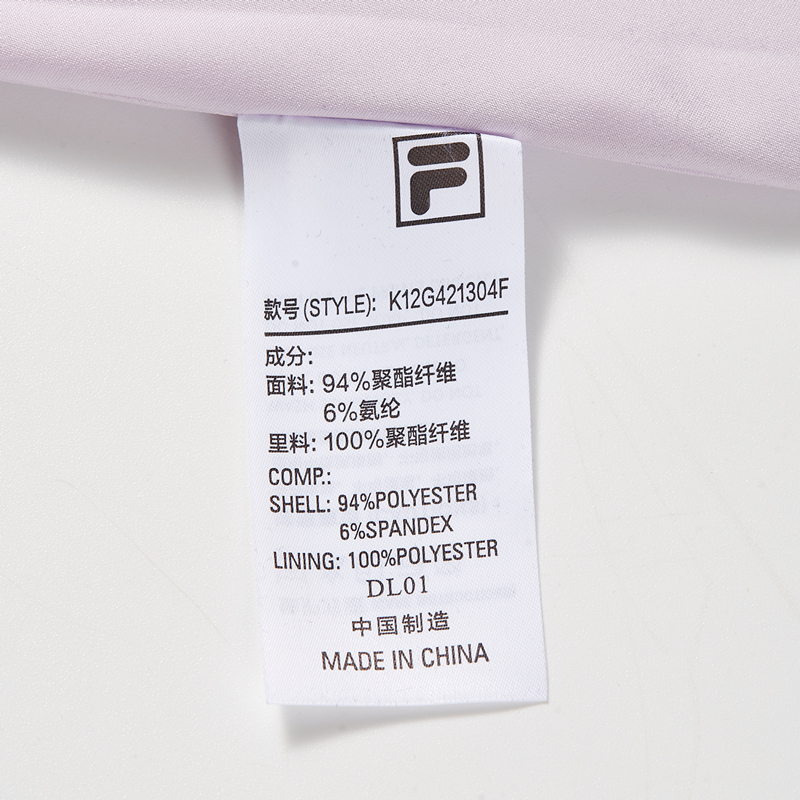 F
款号(STYLE): K12G421304F
成分:
面料: 94%聚酯纤维
6%氨纶
里料: 100%聚酯纤维
COMP.:
SHELL: 94%POLYESTER
6%SPANDEX
LINING: 100%POLYESTER
DL01
中国制造
MADE IN CHINA